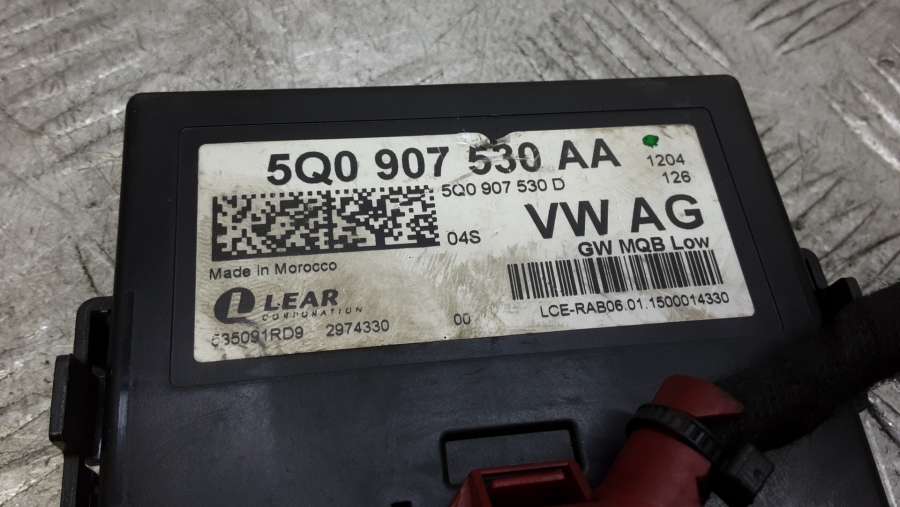 5Q0 907 530 AA
1204
5Q0 907 530 D
126
04S
VW AG
GW MQB Low
Made in Morocco
LEAR
CORPORATION
LCE-RAB06.01.1500014330
2974330
00